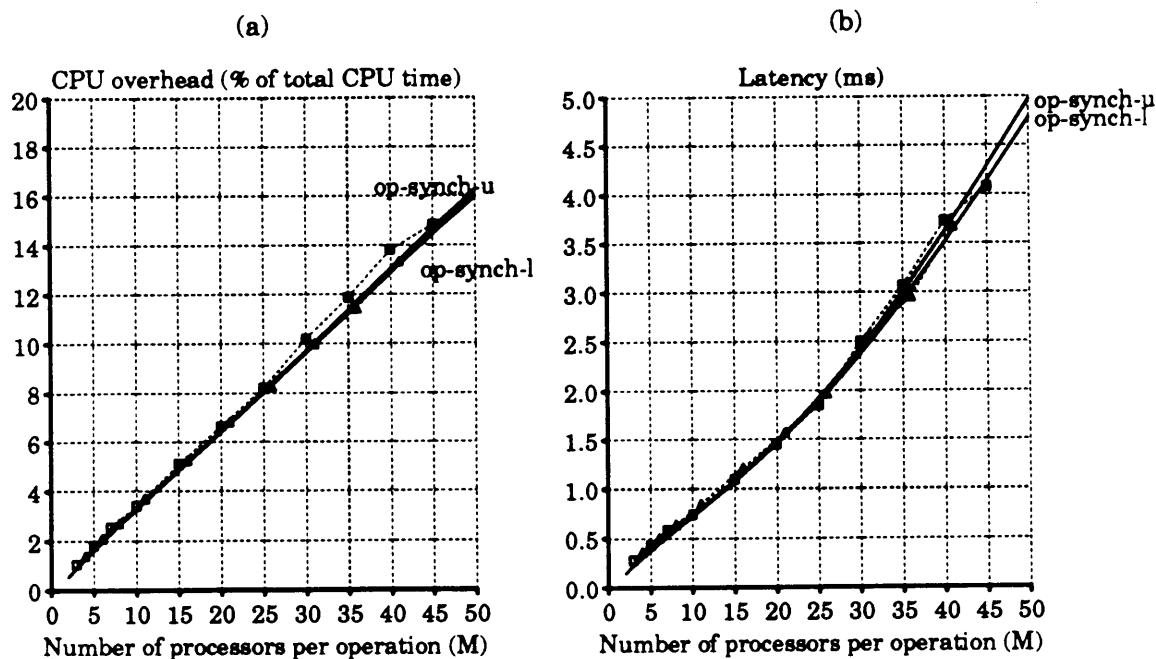 (a)
CPU overhead (% of total CPU time)
20
18
16
14
12
10
8
6
4
2
0
op-synch-u
op-synch-l
5 10 15 20 25 30 35 40 45 50
Number of processors per operation (M)
(b)
Latency (ms)
5.0
4.5
4.0
3.5
3.0
2.5
2.0
1.5
1.0
0.5
0.0
op-synch-µ
op-synch-l
5 10 15 20 25 30 35 40 45 50
Number of processors per operation (M)